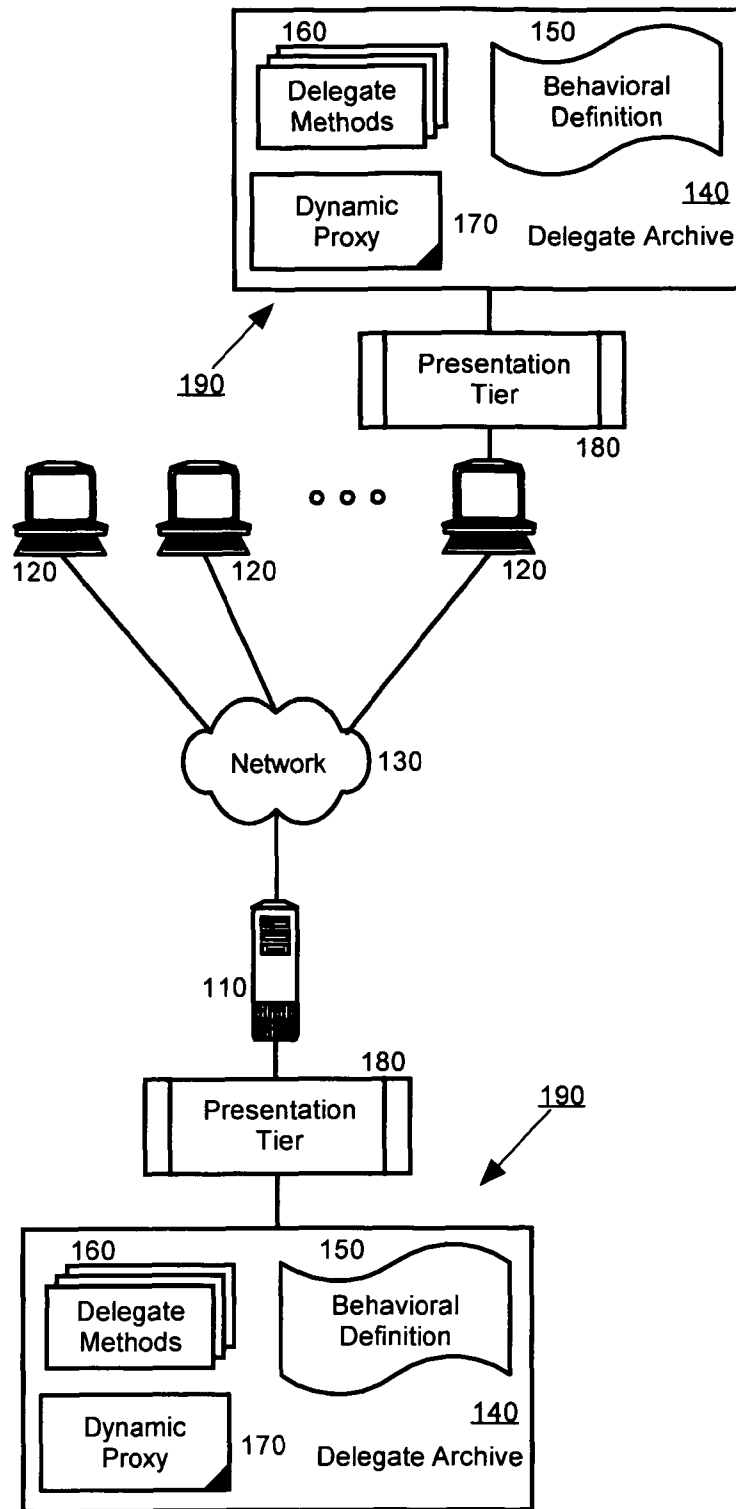 160
150
Delegate
Methods
Behavioral
Definition
Dynamic
Proxy
170
140
Delegate Archive
190
Presentation
Tier
180
120
120
120
Network
130
110
180
Presentation
Tier
190
160
150
Delegate
Methods
Behavioral
Definition
Dynamic
Proxy
170
140
Delegate Archive